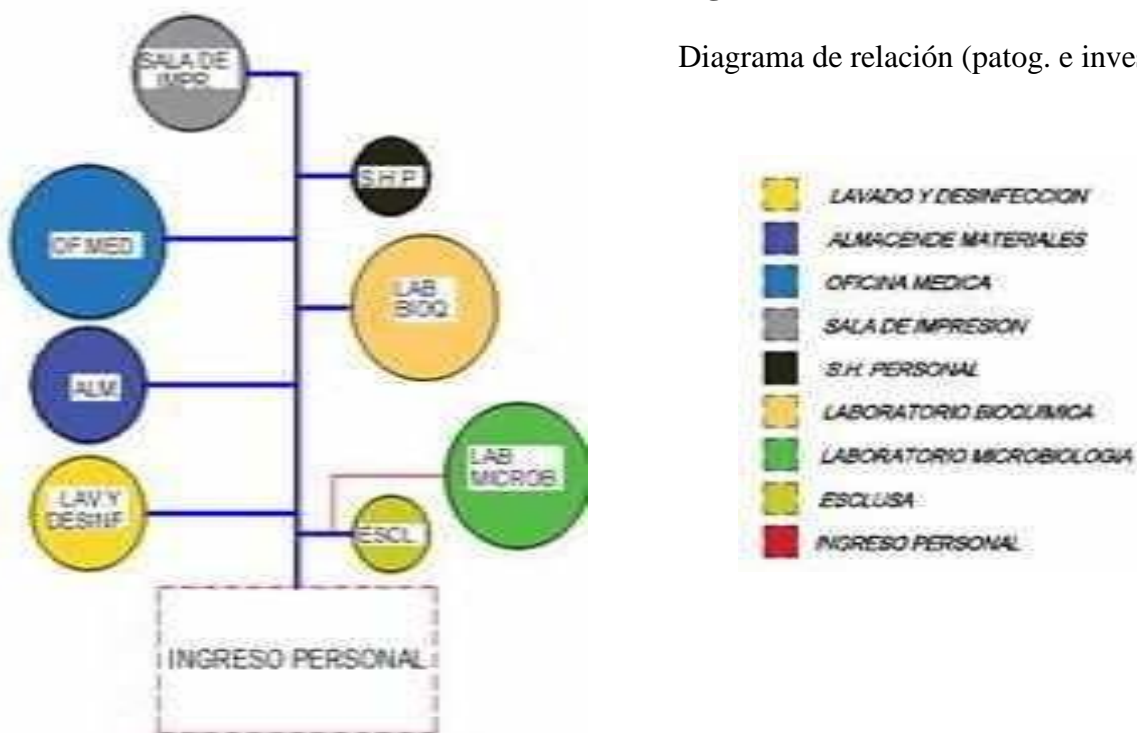 Diagrama de relación (patog. e inves
SALA DE
IMPR
S.H.P
OF.MED
LAB.
BIOQ
ALM
LAB
MICROB
LAV.Y
DESINF
ESCL
INGRESO PERSONAL
LAVADO Y DESINFECCION
ALMACENDE MATERIALES
OFICINA MEDICA
SALA DE IMPRESION
S.H. PERSONAL
LABORATORIO BIOQUIMICA
LABORATORIO MICROBIOLOGIA
ESCLUSA
INGRESO PERSONAL